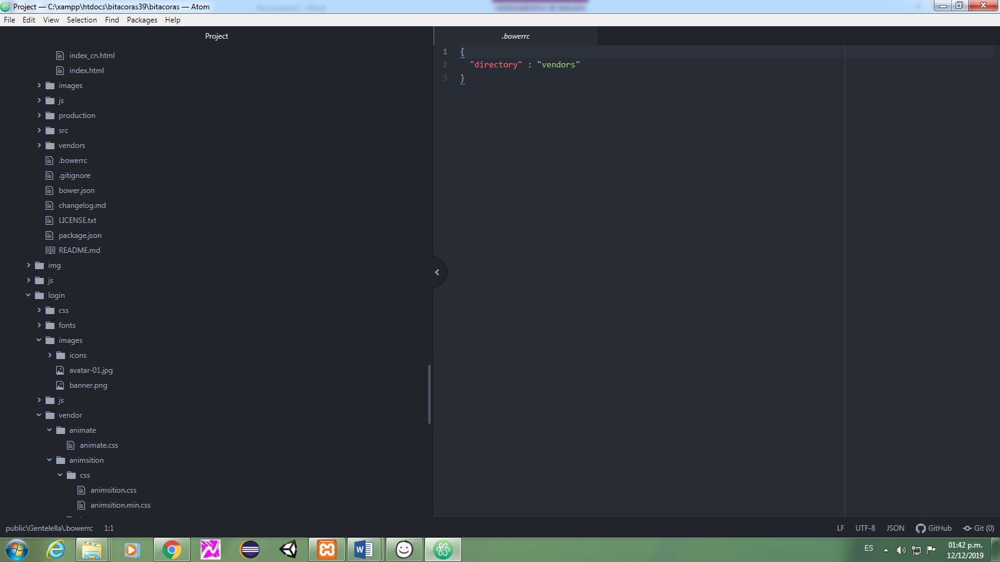 Project — C:\xampp\htdocs\bitacoras39\bitacoras — Atom
File Edit View Selection Find Packages Help
Project
.bowerrc
index_cn.html
index.html
images
js
production
src
vendors
.bowerrc
.gitignore
bower.json
changelog.md
LICENSE.txt
package.json
README.md
img
js
login
css
fonts
images
icons
avatar-01.jpg
banner.png
js
vendor
animate
animate.css
animsition
css
animsition.css
animsition.min.css
1 {
2 "directory" : "vendors"
3 }
public\Gentelella\.bowerrc 1:1
LF UTF-8 JSON GitHub Git (0)
ES
01:42 p.m.
12/12/2019